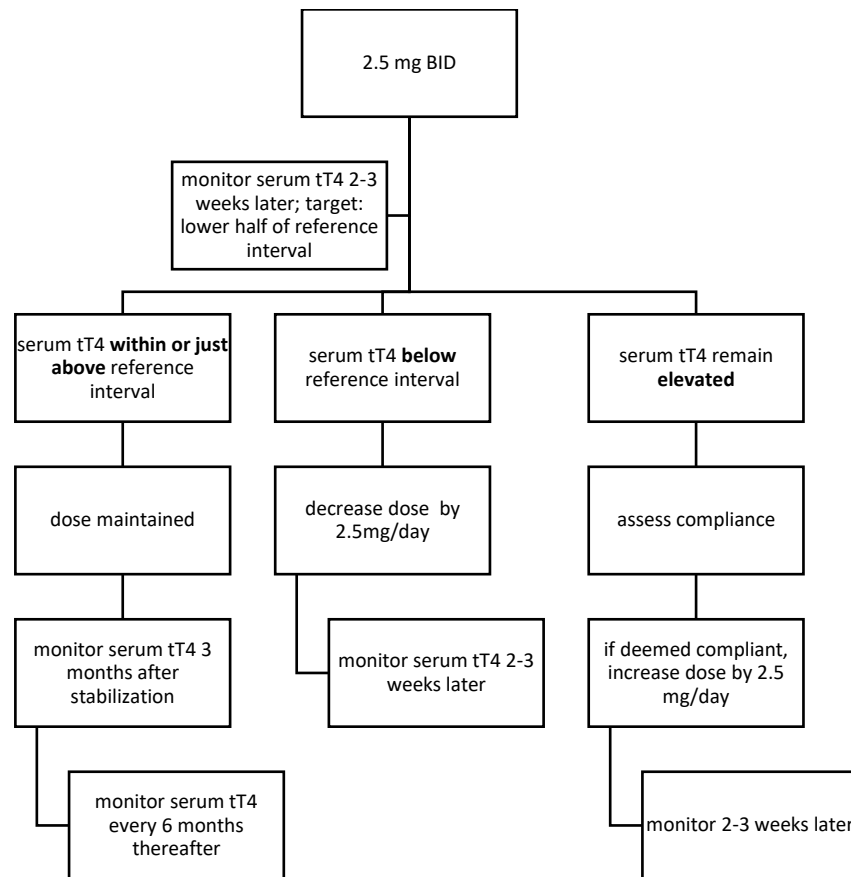 2.5 mg BID
monitor serum tT4 2-3
weeks later; target:
lower half of reference
interval
serum tT4 within or just
above reference
interval
dose maintained
monitor serum tT4 3
months after
stabilization
monitor serum tT4
every 6 months
thereafter
serum tT4 below
reference interval
decrease dose by
2.5mg/day
monitor serum tT4 2-3
weeks later
serum tT4 remain
elevated
assess compliance
if deemed compliant,
increase dose by 2.5
mg/day
monitor 2-3 weeks later